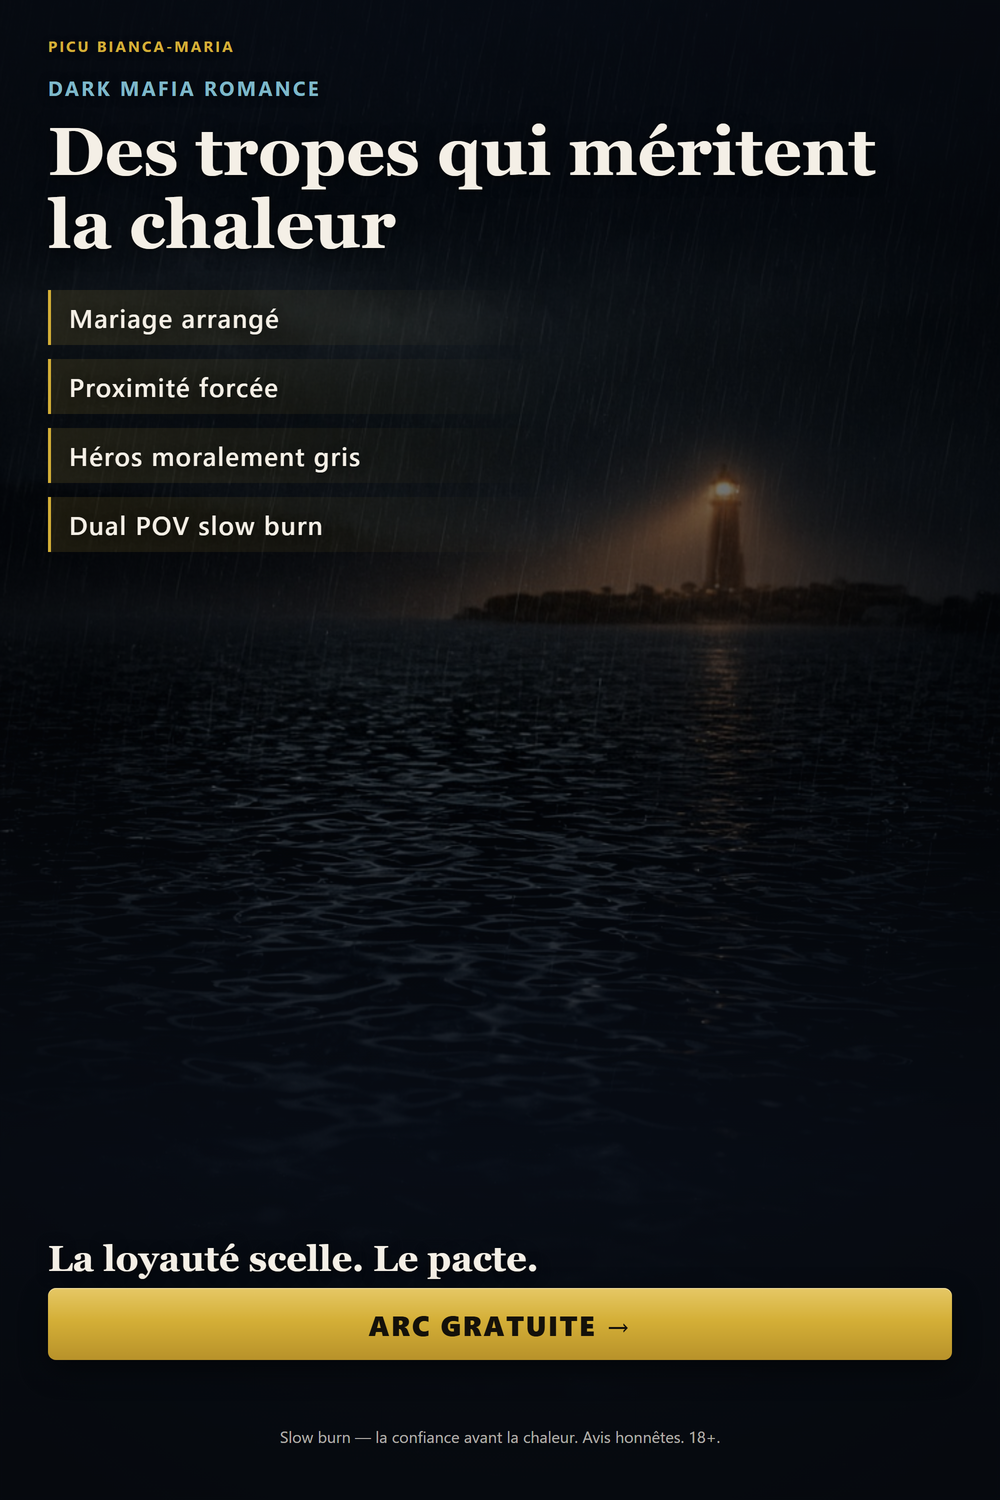 PICU BIANCA-MARIA
DARK MAFIA ROMANCE
Des tropes qui méritent
la chaleur
Mariage arrangé
Proximité forcée
Héros moralement gris
Dual POV slow burn
La loyauté scelle. Le pacte.
ARC GRATUITE →
Slow burn — la confiance avant la chaleur. Avis honnêtes. 18+.